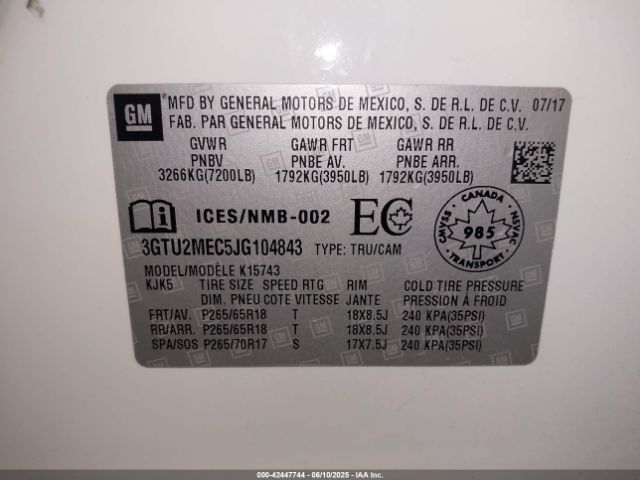 GM
MFD BY GENERAL MOTORS DE MEXICO, S. DE R.L. DE C.V. 07/17
FAB. PAR GENERAL MOTORS DE MEXICO, S. DE R.L. DE C.V.
GVWR GAWR FRT GAWR RR
PNBV PNBE AV. PNBE ARR.
3266KG(7200LB) 1792KG(3950LB) 1792KG(3950LB)
ICES/NMB-002 EC
CANADA
CMVSS 985 NSVAC
TRANSPORT
3GTU2MEC5JG104843 TYPE: TRU/CAM
MODEL/MODÈLE K15743
KJK5 TIRE SIZE SPEED RTG RIM COLD TIRE PRESSURE
DIM. PNEU COTE VITESSE JANTE PRESSION À FROID
FRT/AV. P265/65R18 T 18X8.5J 240 KPA(35PSI)
RR/ARR. P265/65R18 T 18X8.5J 240 KPA(35PSI)
SPA/SOS P265/70R17 S 17X7.5J 240 KPA(35PSI)
000-42447744 - 06/10/2025 - IAA Inc.